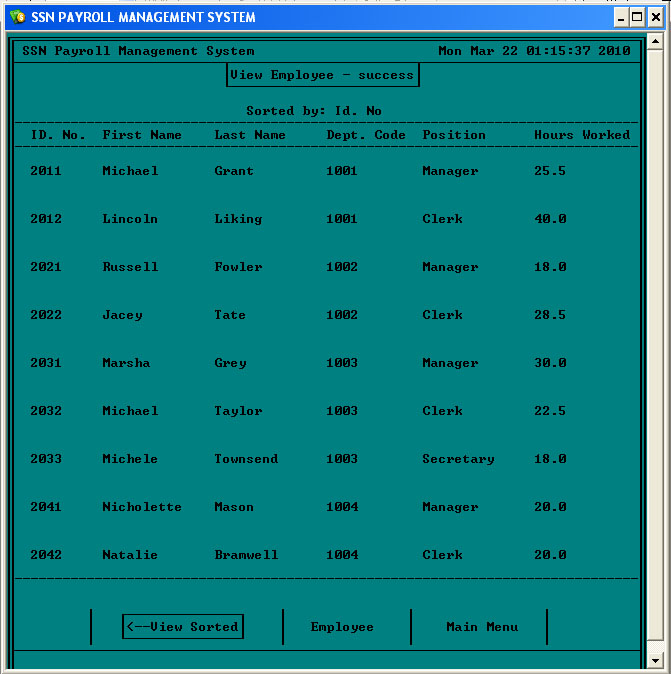 SSN PAYROLL MANAGEMENT SYSTEM
SSN Payroll Management System Mon Mar 22 01:15:37 2010
View Employee - success
Sorted by: Id. No
ID. No. First Name Last Name Dept. Code Position Hours Worked
2011 Michael Grant 1001 Manager 25.5
2012 Lincoln Liking 1001 Clerk 40.0
2021 Russell Fowler 1002 Manager 18.0
2022 Jacey Tate 1002 Clerk 28.5
2031 Marsha Grey 1003 Manager 30.0
2032 Michael Taylor 1003 Clerk 22.5
2033 Michele Townsend 1003 Secretary 18.0
2041 Nicholette Mason 1004 Manager 20.0
2042 Natalie Bramwell 1004 Clerk 20.0
<--View Sorted Employee Main Menu